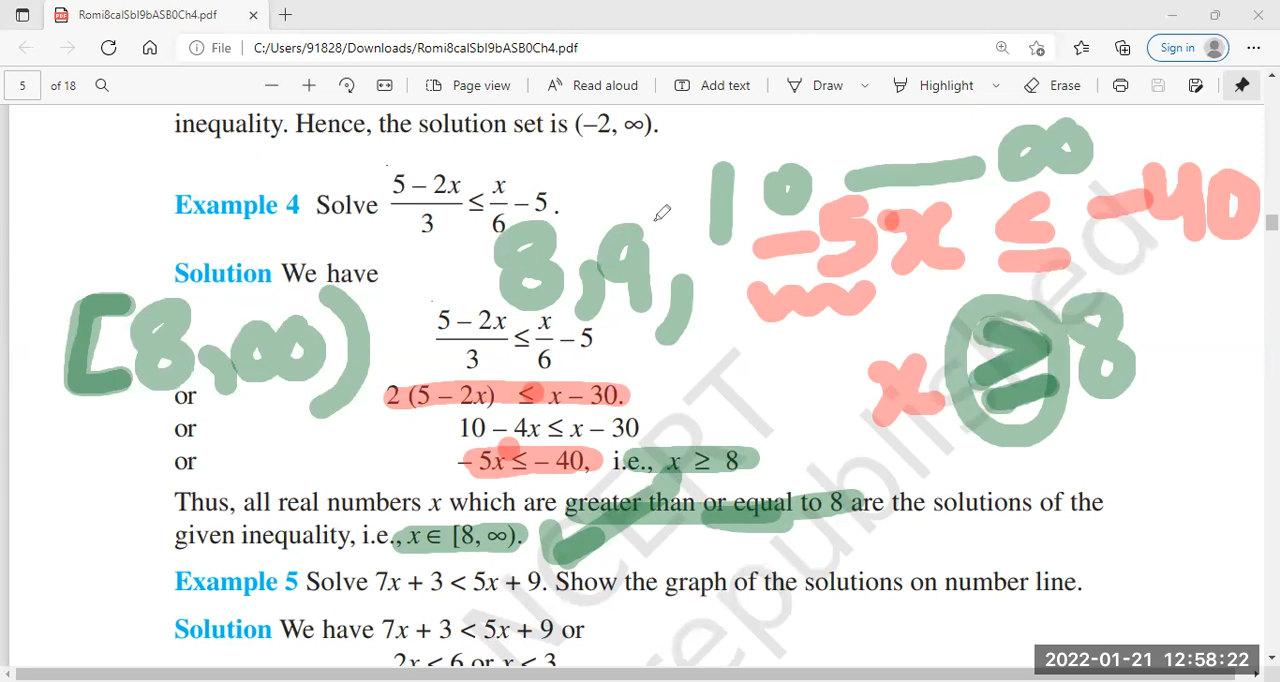 Romi8calSbI9bASB0Ch4.pdf
File C:/Users/91828/Downloads/Romi8calSbI9bASB0Ch4.pdf Sign in
5 of 18 Page view Read aloud Add text Draw Highlight Erase
inequality. Hence, the solution set is (–2, ∞).
Example 4 Solve (5 – 2x)/3 ≤ x/6 – 5 .
8, 9, 10 — ∞
–5x ≤ –40
Solution We have
[8, ∞)
(5 – 2x)/3 ≤ x/6 – 5
x ≥ 8
or 2 (5 – 2x) ≤ x – 30.
or 10 – 4x ≤ x – 30
or – 5x ≤ – 40, i.e., x ≥ 8
Thus, all real numbers x which are greater than or equal to 8 are the solutions of the
given inequality, i.e., x ∈ [8, ∞).
Example 5 Solve 7x + 3 < 5x + 9. Show the graph of the solutions on number line.
Solution We have 7x + 3 < 5x + 9 or
2x < 6 or x < 3
NCERT
republished
2022-01-21 12:58:22